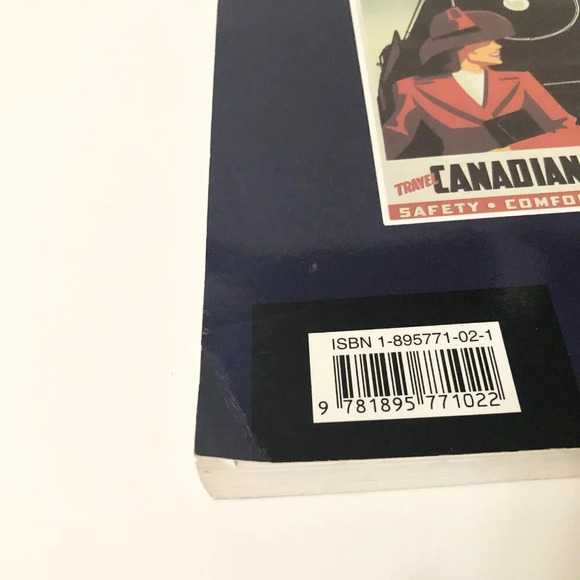 TRAVEL CANADIAN
SAFETY • COMFO
ISBN 1-895771-02-1
9 781895 771022